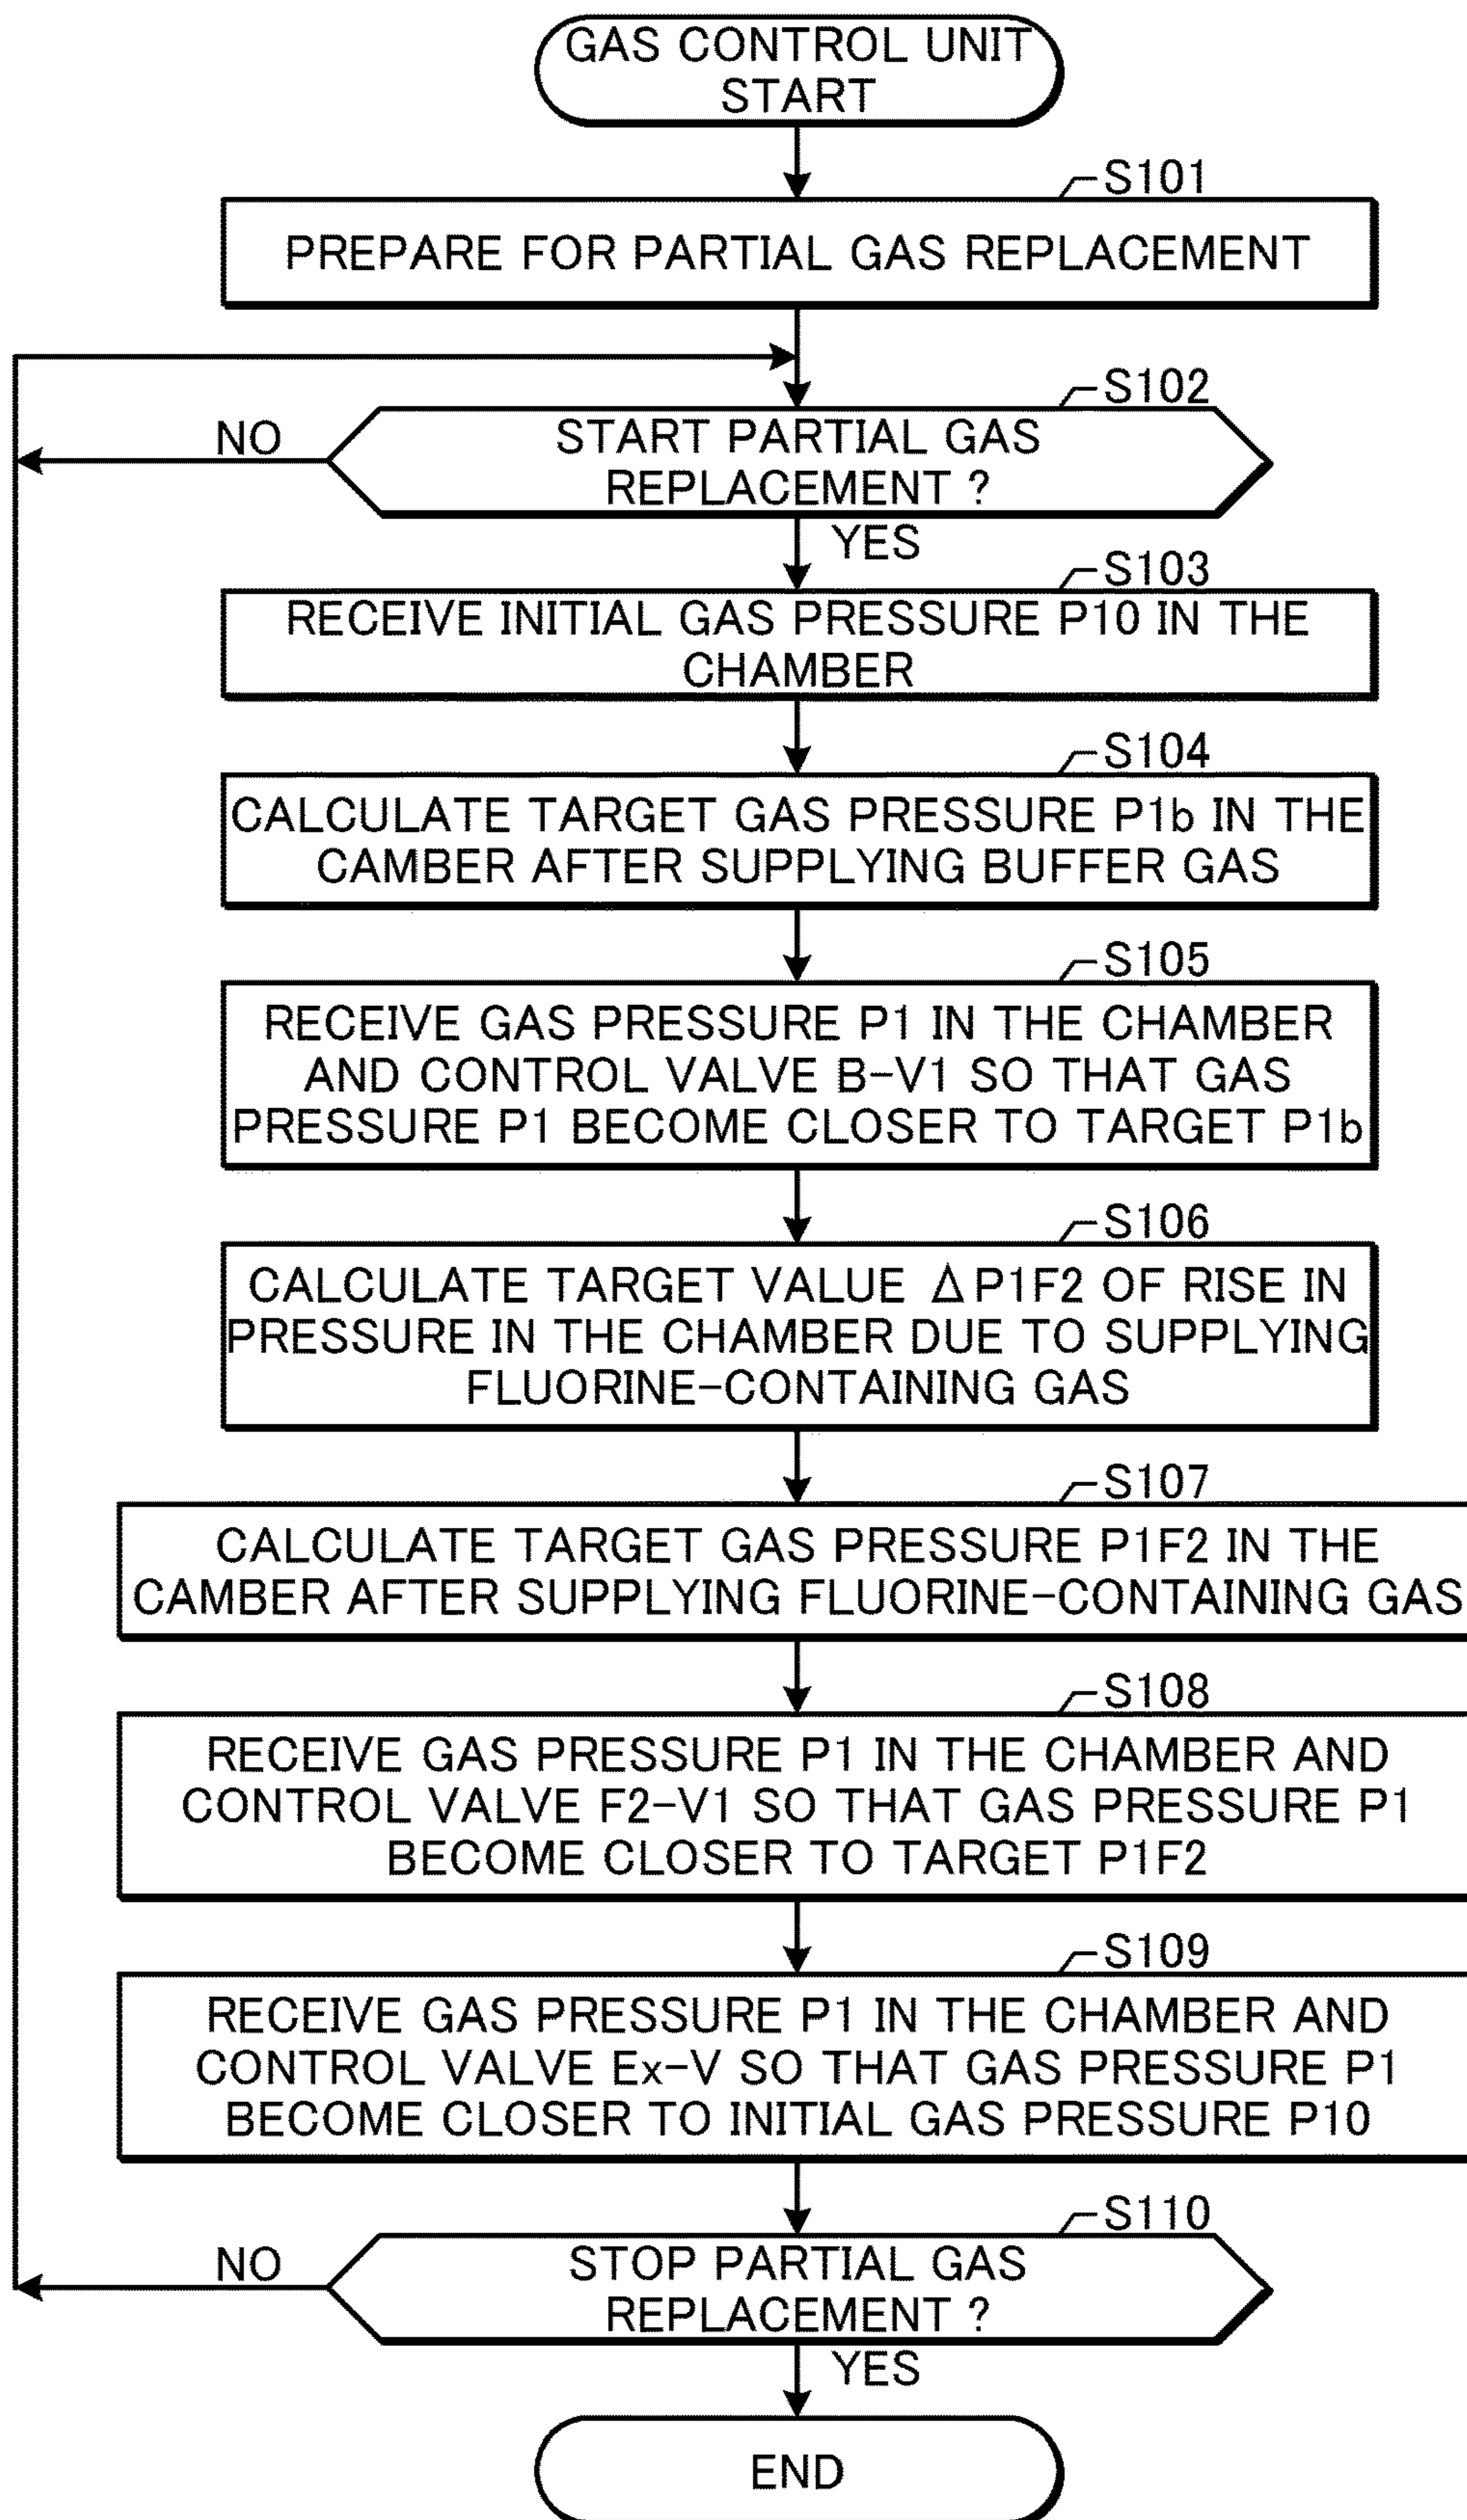 GAS CONTROL UNIT
START
S101
PREPARE FOR PARTIAL GAS REPLACEMENT
S102
NO
START PARTIAL GAS
REPLACEMENT ?
YES
S103
RECEIVE INITIAL GAS PRESSURE P10 IN THE
CHAMBER
S104
CALCULATE TARGET GAS PRESSURE P1b IN THE
CAMBER AFTER SUPPLYING BUFFER GAS
S105
RECEIVE GAS PRESSURE P1 IN THE CHAMBER
AND CONTROL VALVE B-V1 SO THAT GAS
PRESSURE P1 BECOME CLOSER TO TARGET P1b
S106
CALCULATE TARGET VALUE ΔP1F2 OF RISE IN
PRESSURE IN THE CHAMBER DUE TO SUPPLYING
FLUORINE-CONTAINING GAS
S107
CALCULATE TARGET GAS PRESSURE P1F2 IN THE
CAMBER AFTER SUPPLYING FLUORINE-CONTAINING GAS
S108
RECEIVE GAS PRESSURE P1 IN THE CHAMBER AND
CONTROL VALVE F2-V1 SO THAT GAS PRESSURE P1
BECOME CLOSER TO TARGET P1F2
S109
RECEIVE GAS PRESSURE P1 IN THE CHAMBER AND
CONTROL VALVE Ex-V SO THAT GAS PRESSURE P1
BECOME CLOSER TO INITIAL GAS PRESSURE P10
S110
NO
STOP PARTIAL GAS
REPLACEMENT ?
YES
END